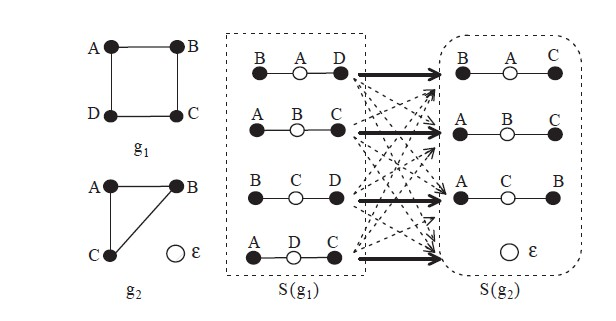 A B
D C
g1
A B
C ε
g2
B A D
A B C
B C D
A D C
S(g1)
B A C
A B C
A C B
ε
S(g2)